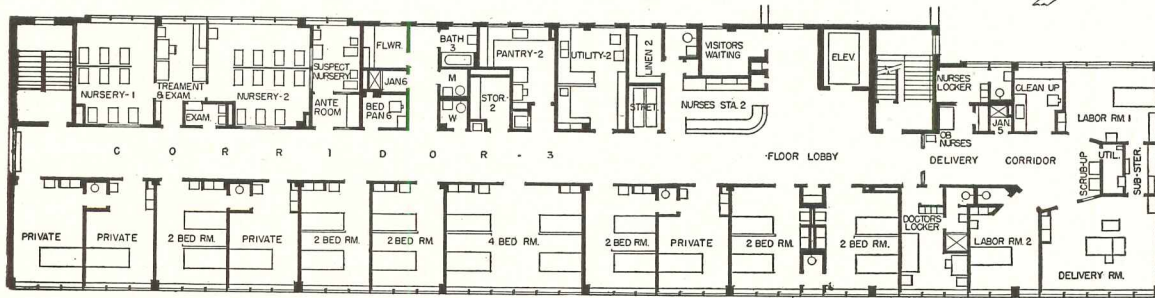 NURSERY-1
TREAMENT
& EXAM.
EXAM.
NURSERY-2
SUSPECT
NURSERY
ANTE
ROOM
FLWR.
JAN 6
BED
PAN 6
BATH
3
M
W
STOR-
2
PANTRY-2
UTILITY-2
LINEN 2
STRET.
VISITORS
WAITING
NURSES STA. 2
ELEV.
NURSES
LOCKER
JAN.
5
CLEAN UP
OB
NURSES
LABOR RM. 1
CORRIDOR-3
FLOOR LOBBY
DELIVERY CORRIDOR
SCRUB-UP
UTIL.
SUB-STER.
PRIVATE
PRIVATE
2 BED RM.
PRIVATE
2 BED RM.
2 BED RM.
4 BED RM.
2 BED RM.
PRIVATE
2 BED RM.
2 BED RM.
DOCTORS
LOCKER
LABOR RM. 2
DELIVERY RM.